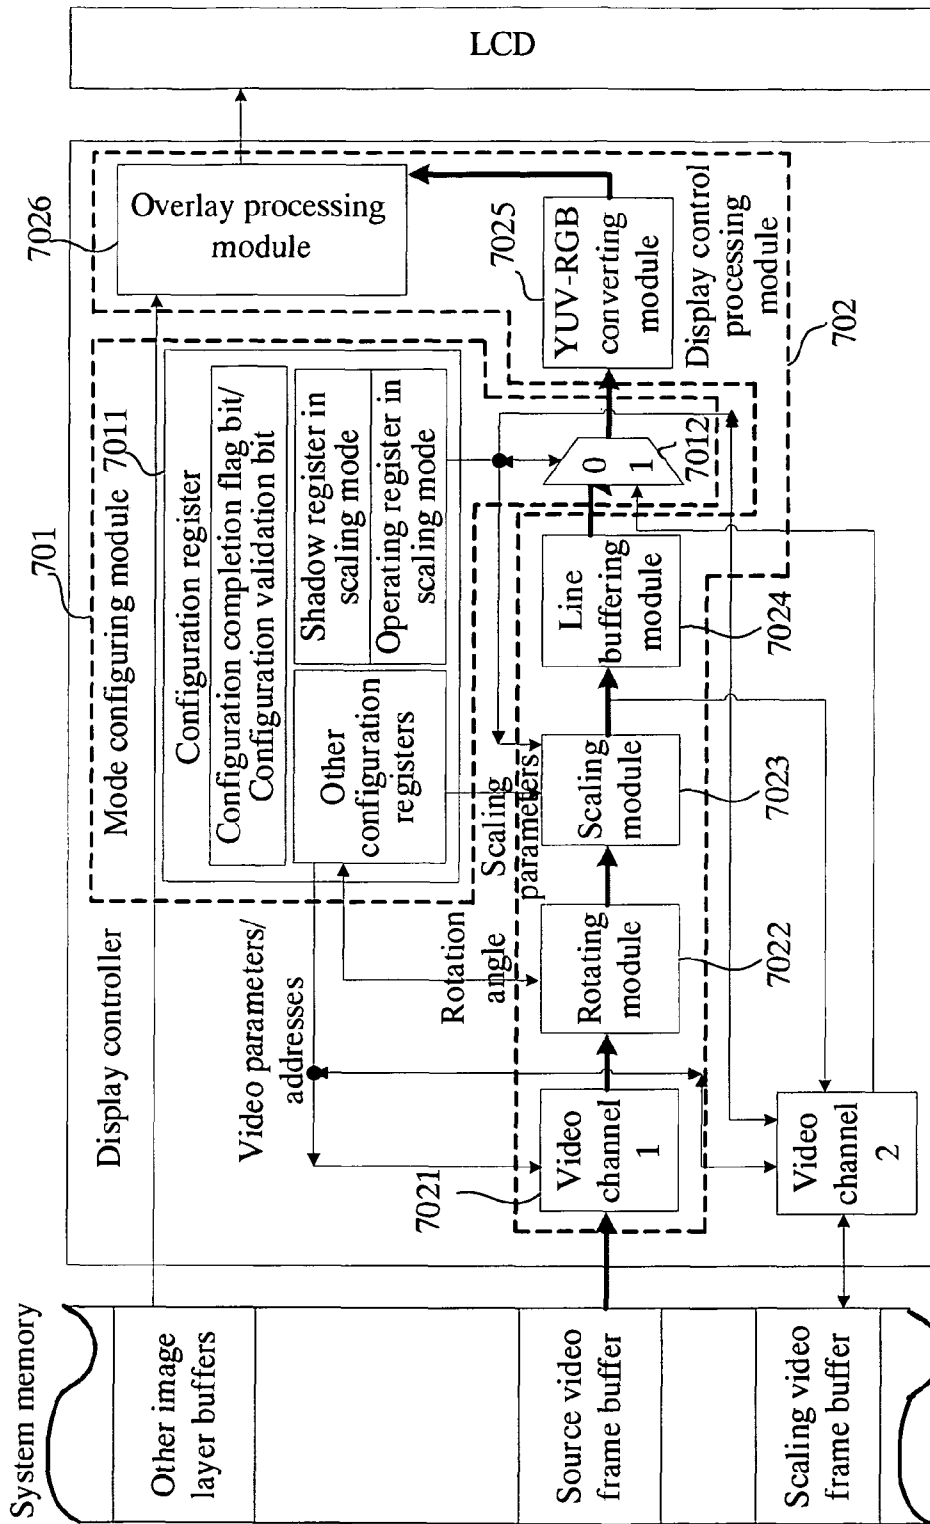 System memory
Other image
layer buffers
Source video
frame buffer
Scaling video
frame buffer
Display controller
701
Mode configuring module
7011
Configuration register
Configuration completion flag bit/
Configuration validation bit
Other
configuration
registers
Shadow register in
scaling mode
Operating register in
scaling mode
Video parameters/
addresses
Rotation
angle
Scaling
parameters
7021
Video
channel
1
Rotating
module
7022
Scaling
module
7023
Line
buffering
module
7024
0
1
7012
7025
YUV-RGB
converting
module
Display control
processing
module
702
7026
Overlay processing
module
Video
channel
2
LCD